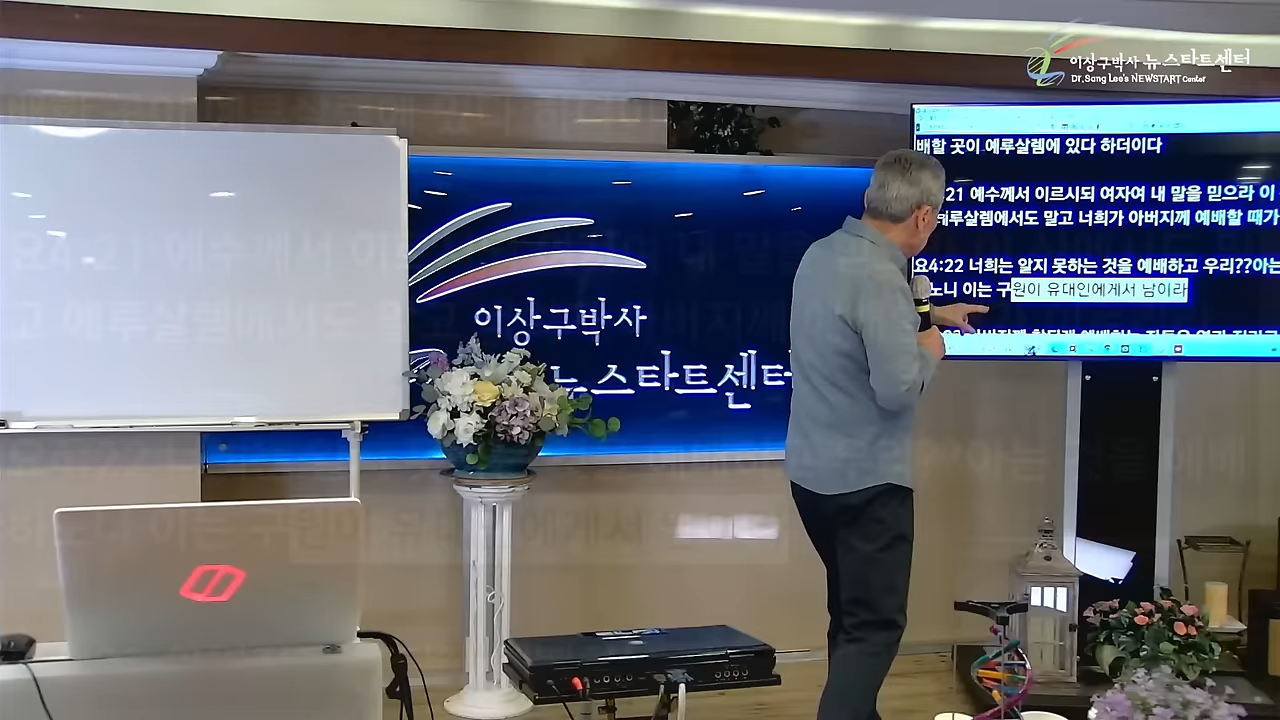 이상구박사 뉴스타트센터
Dr.Sang Lee's NEWSTART Center
이상구박사
뉴스타트센터
배할 곳이 예루살렘에 있다 하더이다
21 예수께서 이르시되 여자여 내 말을 믿으라 이
루살렘에서도 말고 너희가 아버지께 예배할 때가
요4:22 너희는 알지 못하는 것을 예배하고 우리??아는
노니 이는 구원이 유대인에게서 남이라